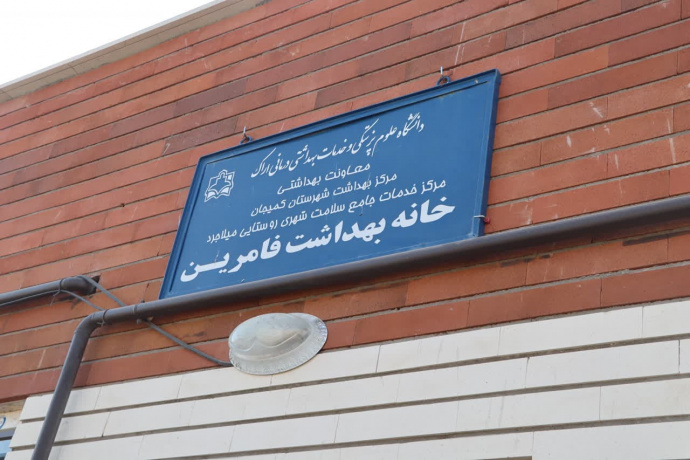 دانشگاه علوم پزشکی و خدمات بهداشتی درمانی اراک
معاونت بهداشتی
مرکز بهداشت شهرستان کمیجان
مرکز خدمات جامع سلامت شهری روستایی میلاجرد
خانه بهداشت فامرین